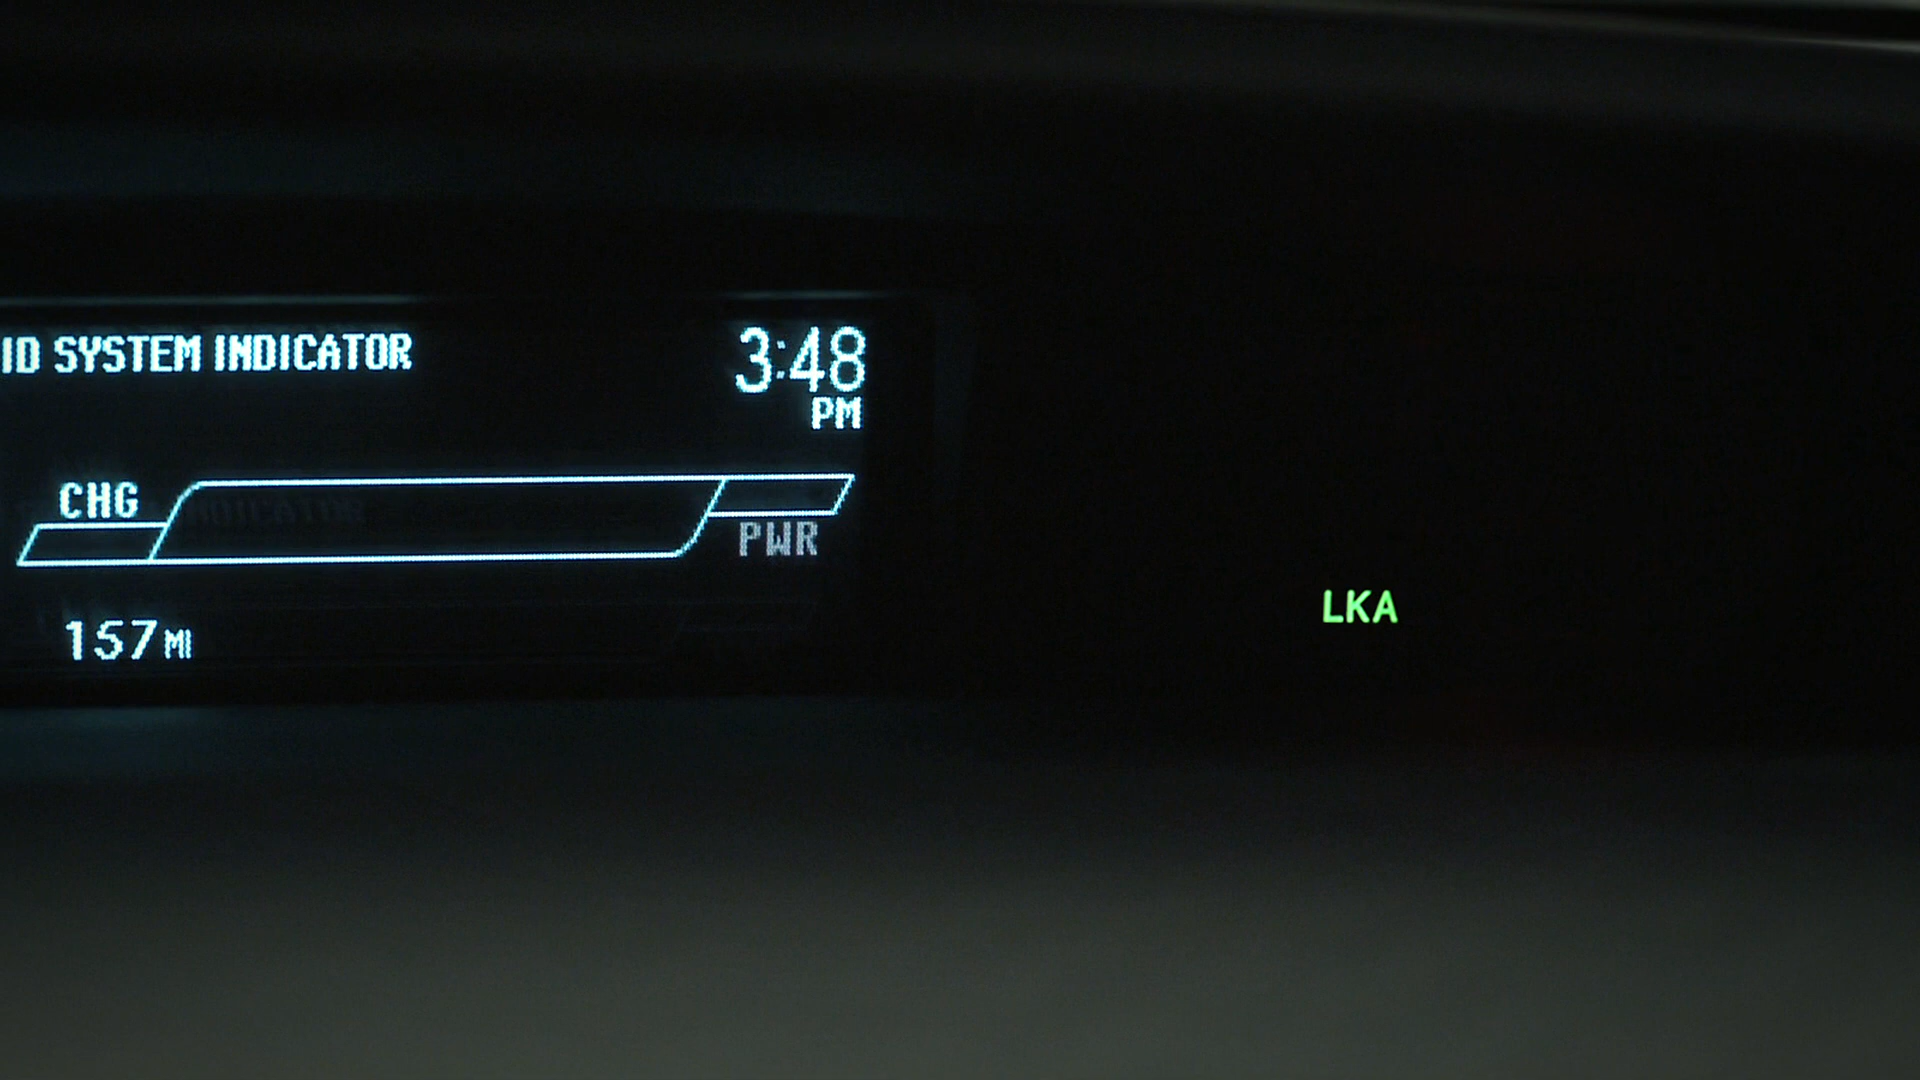 ID SYSTEM INDICATOR
3:48
PM
CHG
PWR
157 MI
LKA